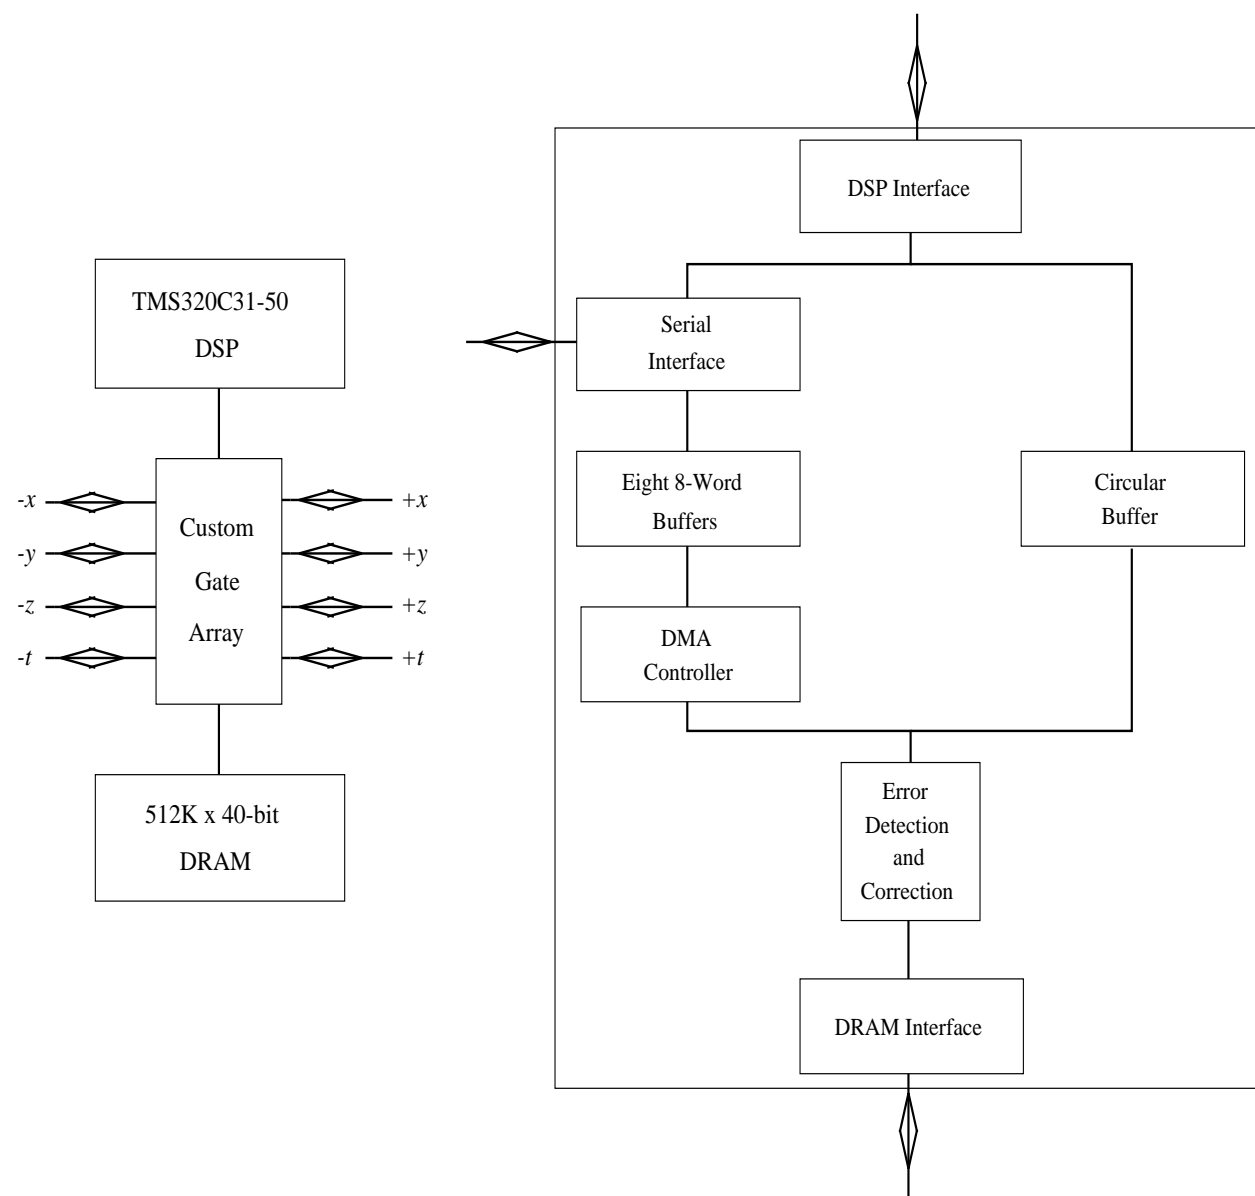 TMS320C31-50
DSP
-x
+x
-y
+y
-z
+z
-t
+t
Custom
Gate
Array
512K x 40-bit
DRAM
DSP Interface
Serial
Interface
Eight 8-Word
Buffers
DMA
Controller
Circular
Buffer
Error
Detection
and
Correction
DRAM Interface